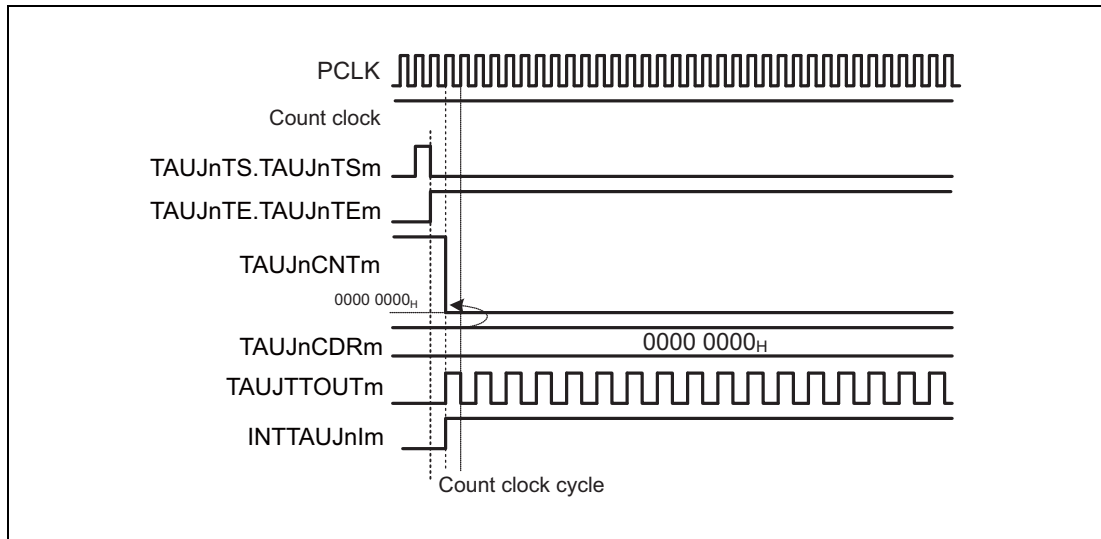 PCLK
Count clock
TAUJnTS.TAUJnTSm
TAUJnTE.TAUJnTEm
TAUJnCNTm
0000 0000H
TAUJnCDRm
0000 0000H
TAUJTTOUTm
INTTAUJnIm
Count clock cycle